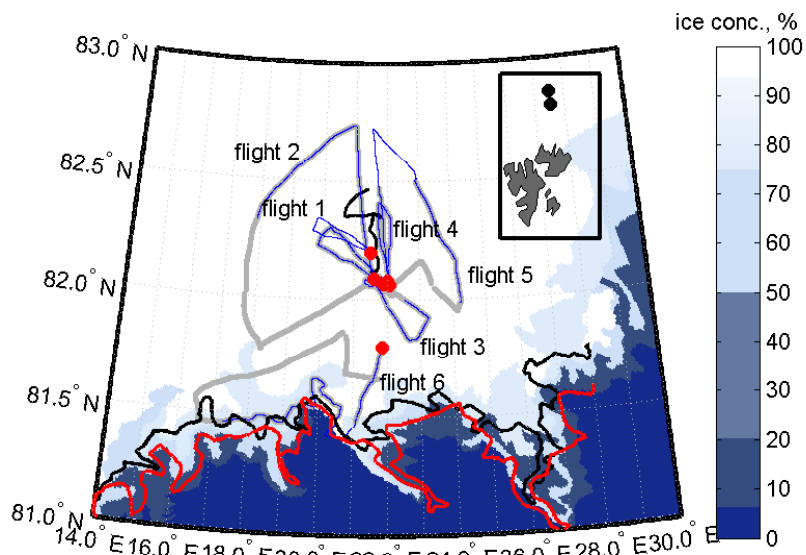 ice conc., %
83.0° N
100
90
flight 2
82.5° N
80
flight 1
70
flight 4
60
82.0° N
flight 5
50
40
flight 3
30
flight 6
81.5° N
20
10
81.0° N
0
14.0° E 16.0° E 18.0° E 26.0° E 28.0° E 30.0° E